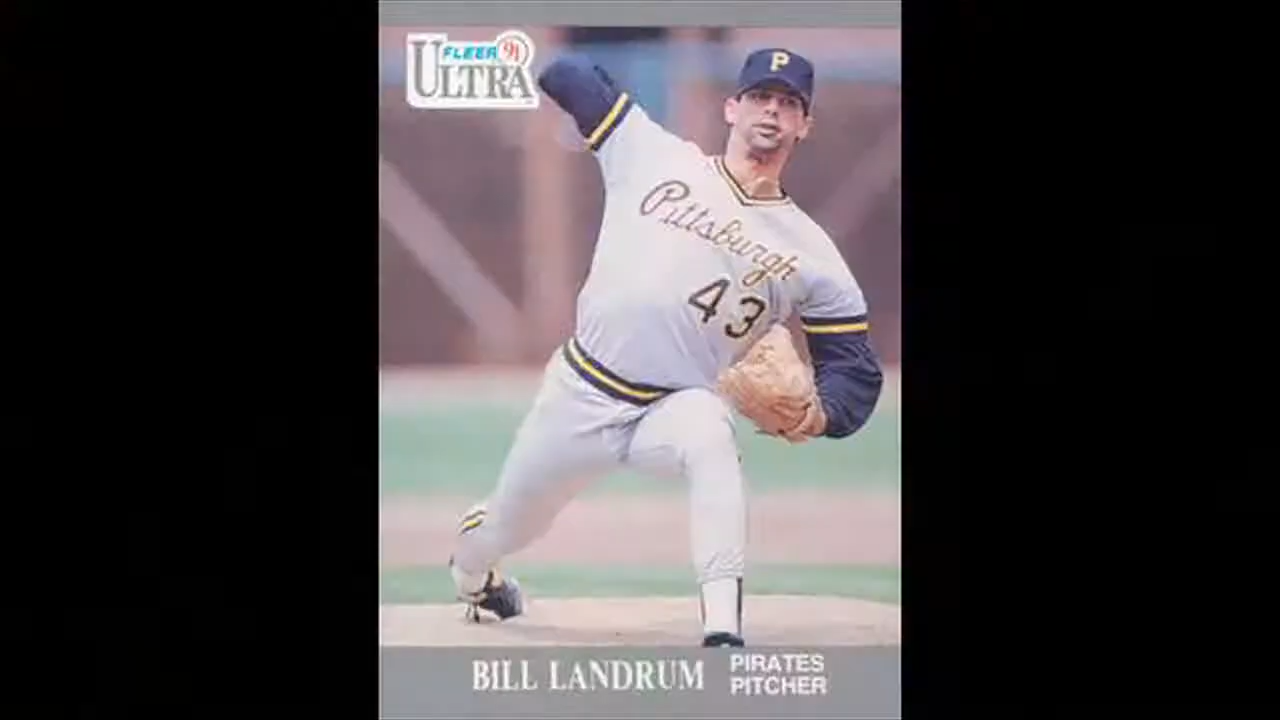 FLEER 91
ULTRA
P
Pittsburgh
43
BILL LANDRUM
PIRATES
PITCHER